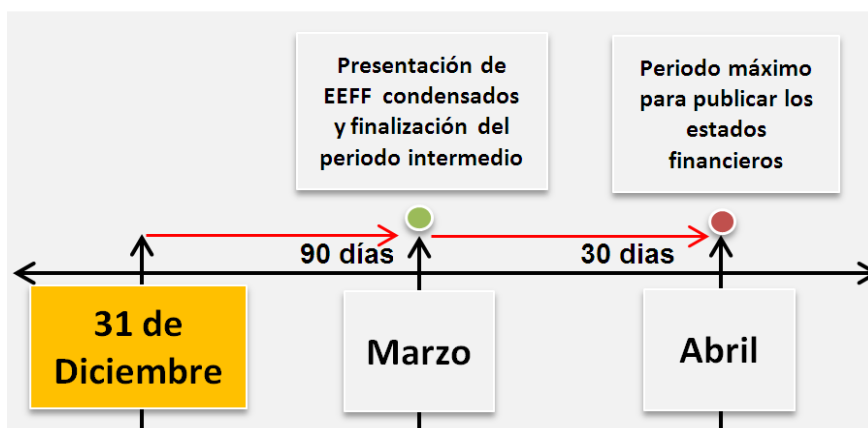 Presentación de
EEFF condensados
y finalización del
periodo intermedio
Periodo máximo
para publicar los
estados
financieros
90 días
30 dias
31 de
Diciembre
Marzo
Abril